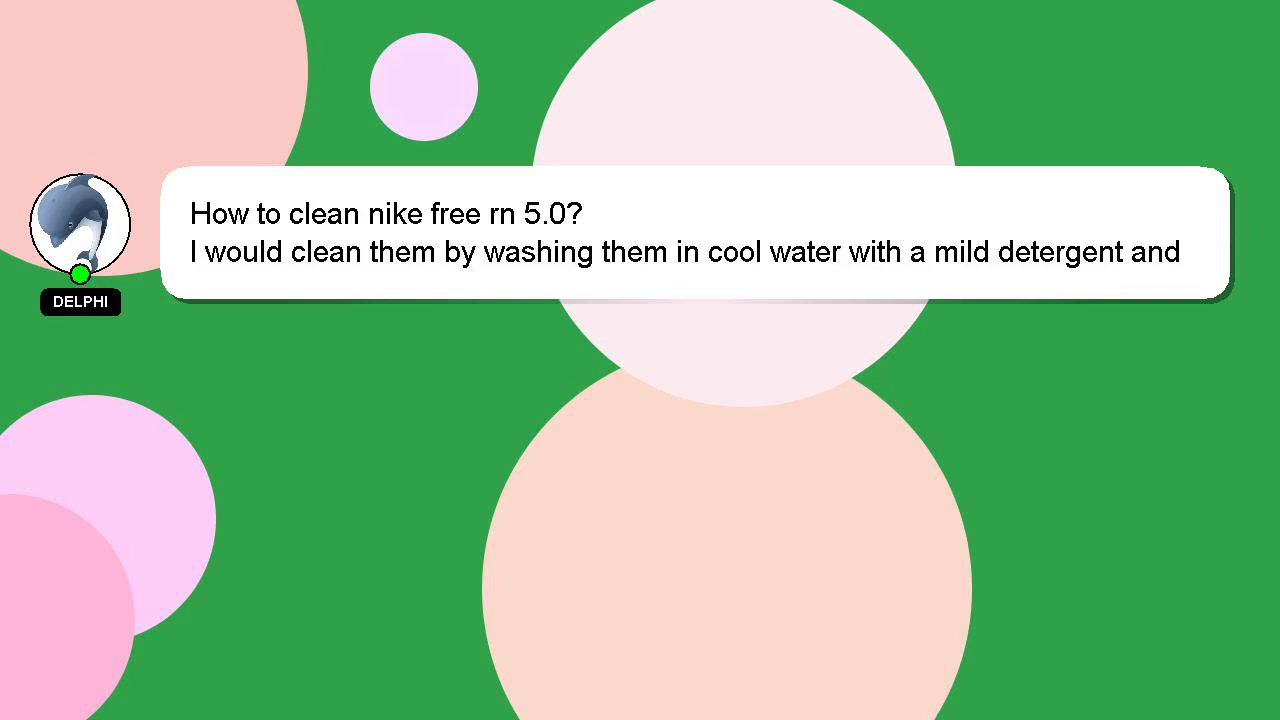 How to clean nike free rn 5.0?
I would clean them by washing them in cool water with a mild detergent and
DELPHI